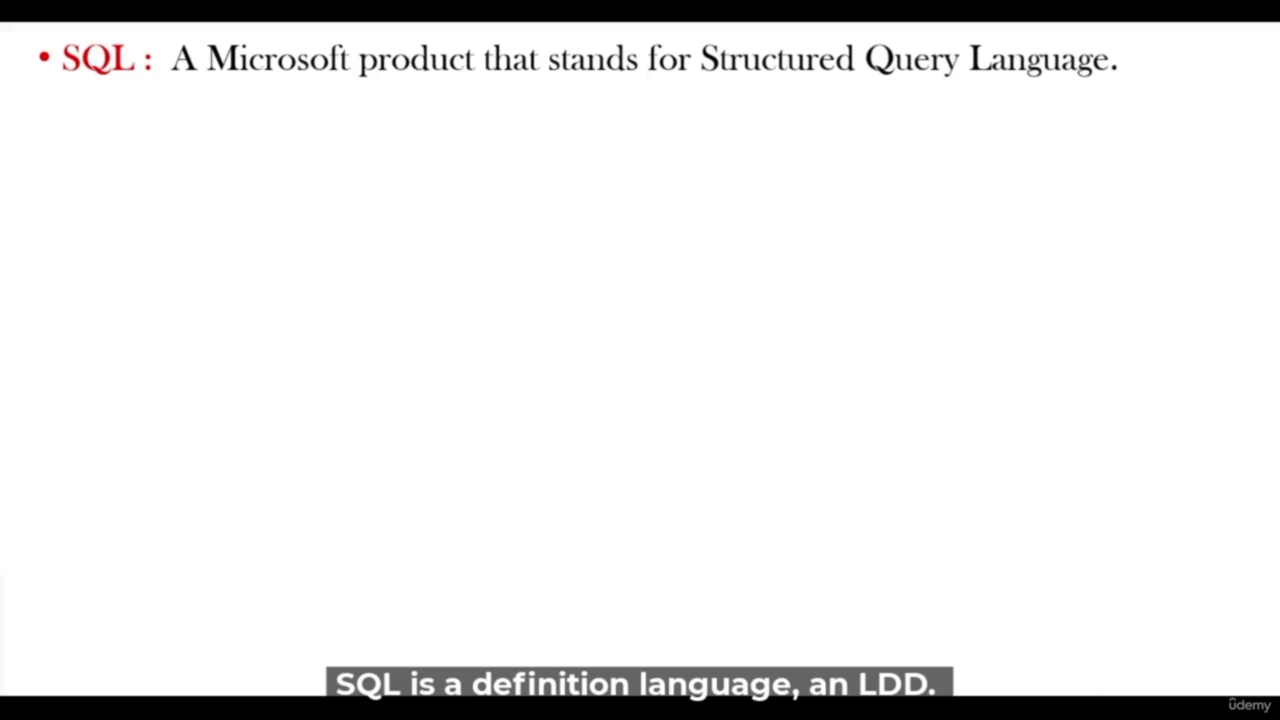 • SQL : A Microsoft product that stands for Structured Query Language.
SQL is a definition language, an LDD.
ûdemy